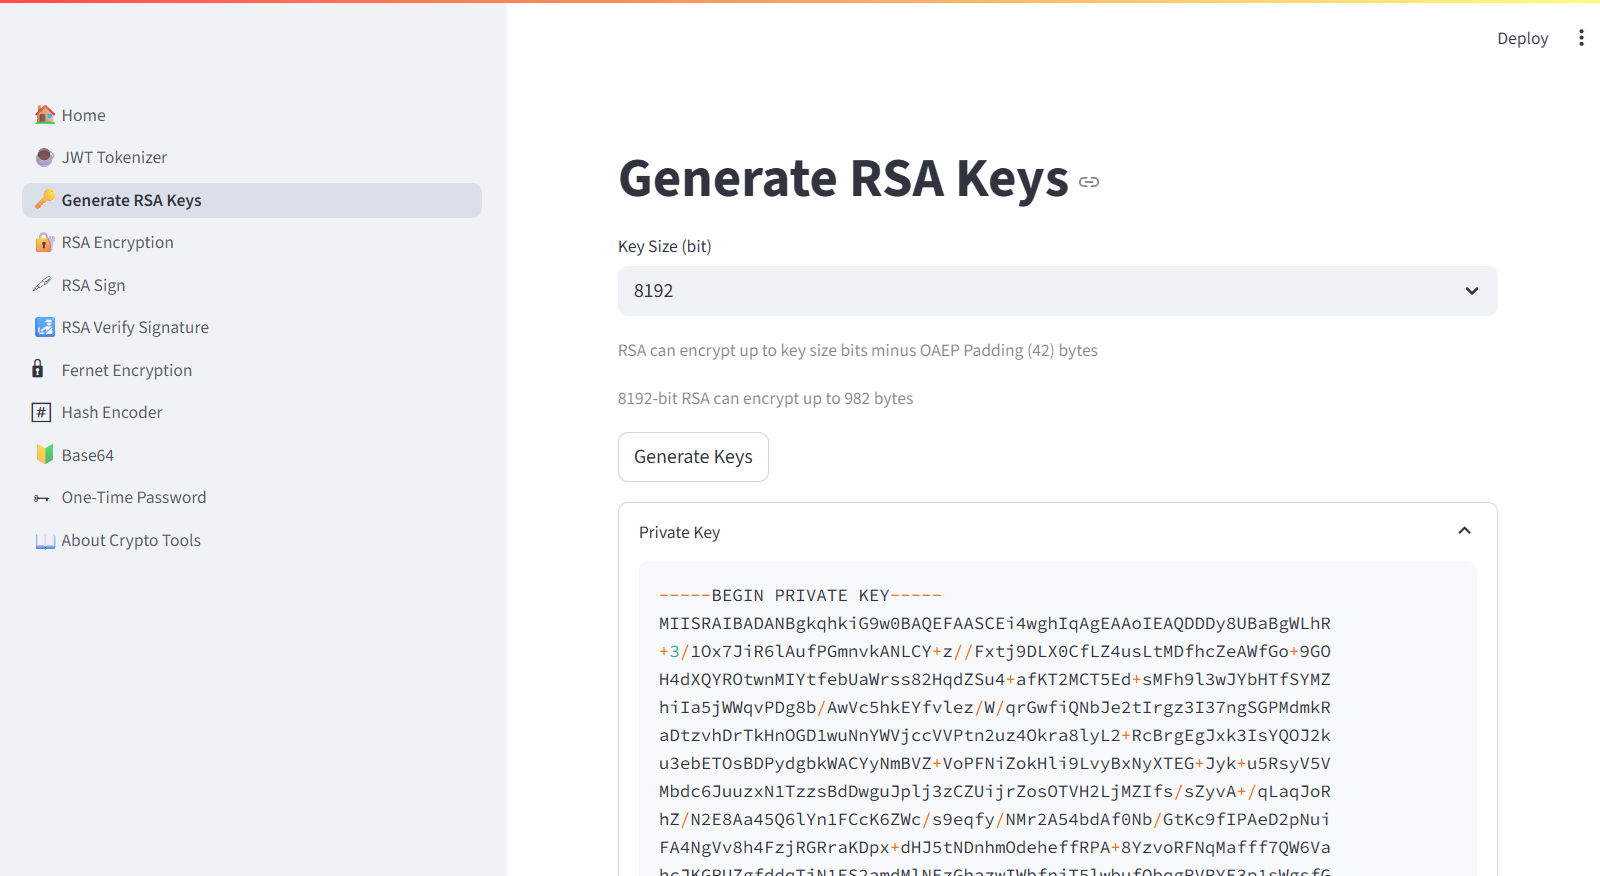 Deploy
Home
JWT Tokenizer
Generate RSA Keys
RSA Encryption
RSA Sign
RSA Verify Signature
Fernet Encryption
Hash Encoder
Base64
One-Time Password
About Crypto Tools
Generate RSA Keys
Key Size (bit)
8192
RSA can encrypt up to key size bits minus OAEP Padding (42) bytes
8192-bit RSA can encrypt up to 982 bytes
Generate Keys
Private Key
-----BEGIN PRIVATE KEY-----
MIISRAIBADANBgkqhkiG9w0BAQEFAASCEi4wghIqAgEAAoIEAQDDDy8UBaBgWLhR
+3/1Ox7JiR6lAufPGmnvkANLCY+z//Fxtj9DLX0CfLZ4usLtMDfhcZeAWfGo+9GO
H4dXQYROtwnMIYtfebUaWrss82HqdZSu4+afKT2MCT5Ed+sMFh9l3wJYbHTfSYMZ
hiIa5jWWqvPDg8b/AwVc5hkEYfvlez/W/qrGwfiQNbJe2tIrgz3I37ngSGPMdmkR
aDtzvhDrTkHnOGD1wuNnYWVjccVVPtn2uz4Okra8lyL2+RcBrgEgJxk3IsYQOJ2k
u3ebETOsBDPydgbkWACYyNmBVZ+VoPFNiZokHli9LvyBxNyXTEG+Jyk+u5RsyV5V
Mbdc6JuuzxN1TzzsBdDwguJplj3zCZUijrZosOTVH2LjMZIfs/sZyvA+/qLaqJoR
hZ/N2E8Aa45Q6lYn1FCcK6ZWc/s9eqfy/NMr2A54bdAf0Nb/GtKc9fIPAeD2pNui
FA4NgVv8h4FzjRGRraKDpx+dHJ5tNDnhmOdeheffRPA+8YzvoRFNqMafff7QW6Va